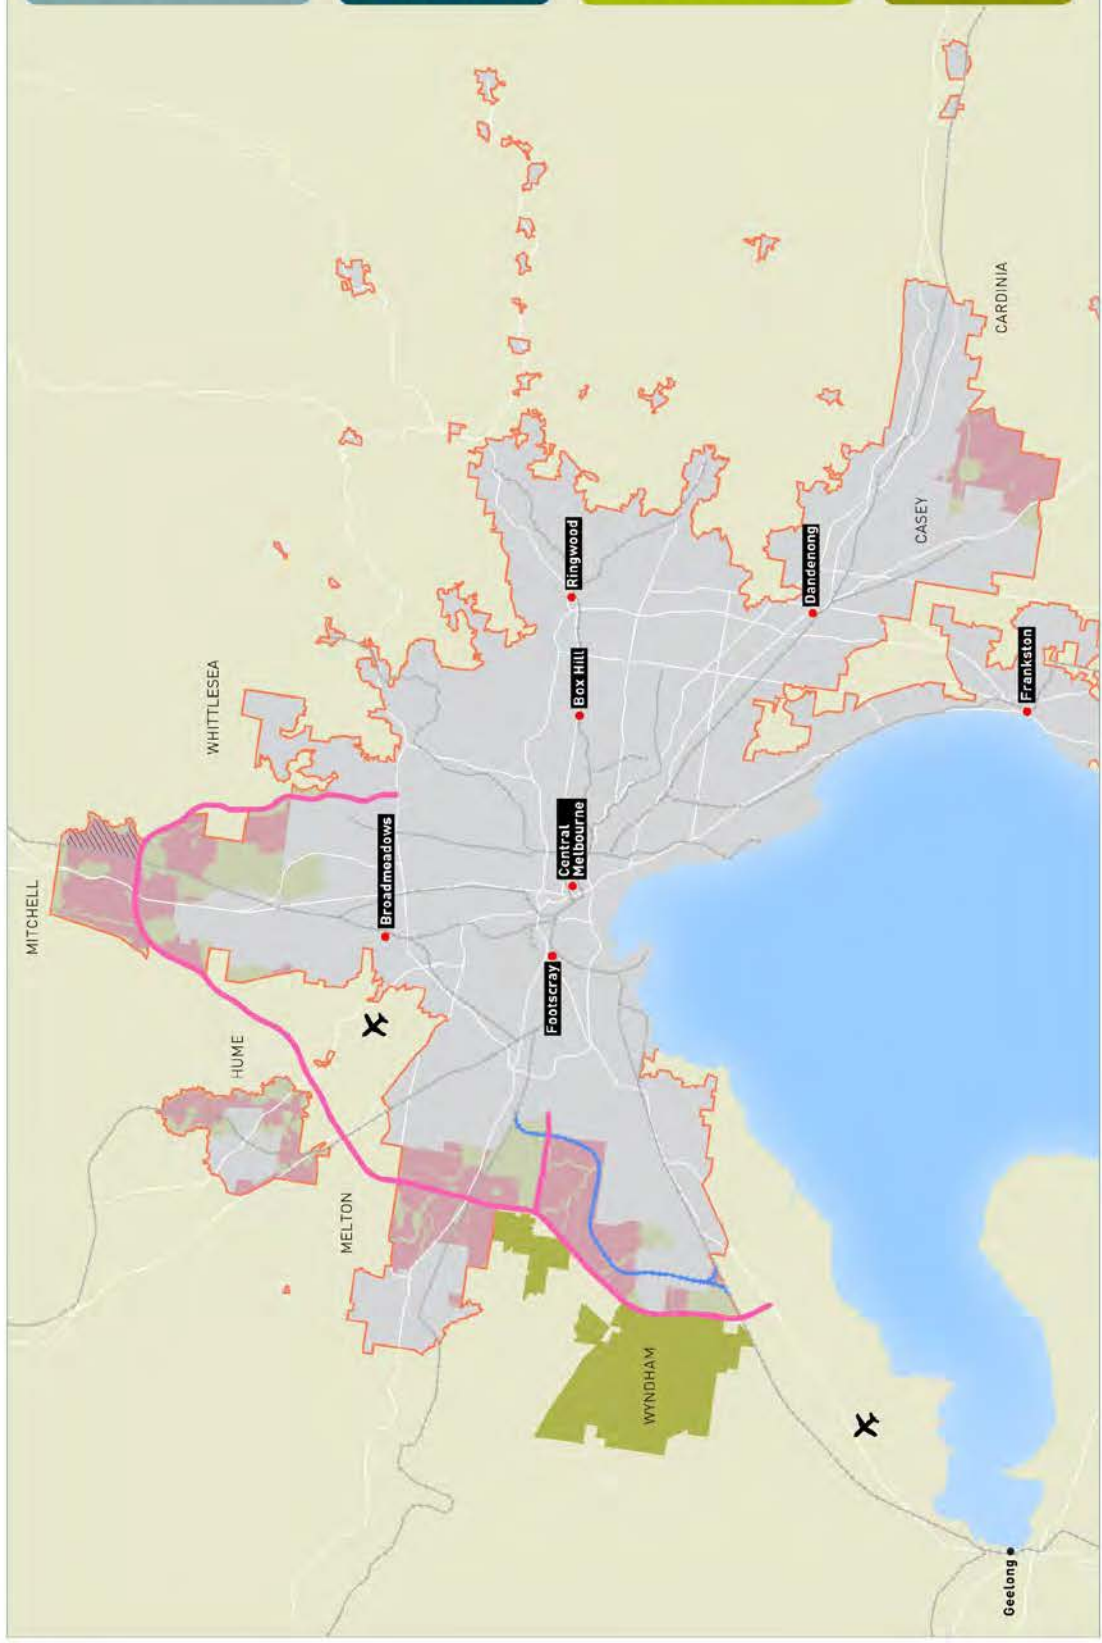 MITCHELL
WHITTLESEA
HUME
MELTON
Broadmeadows
Ringwood
Box Hill
Central
Melbourne
Footscray
Dandenong
CASEY
CARDINIA
Frankston
WYNDHAM
Geelong